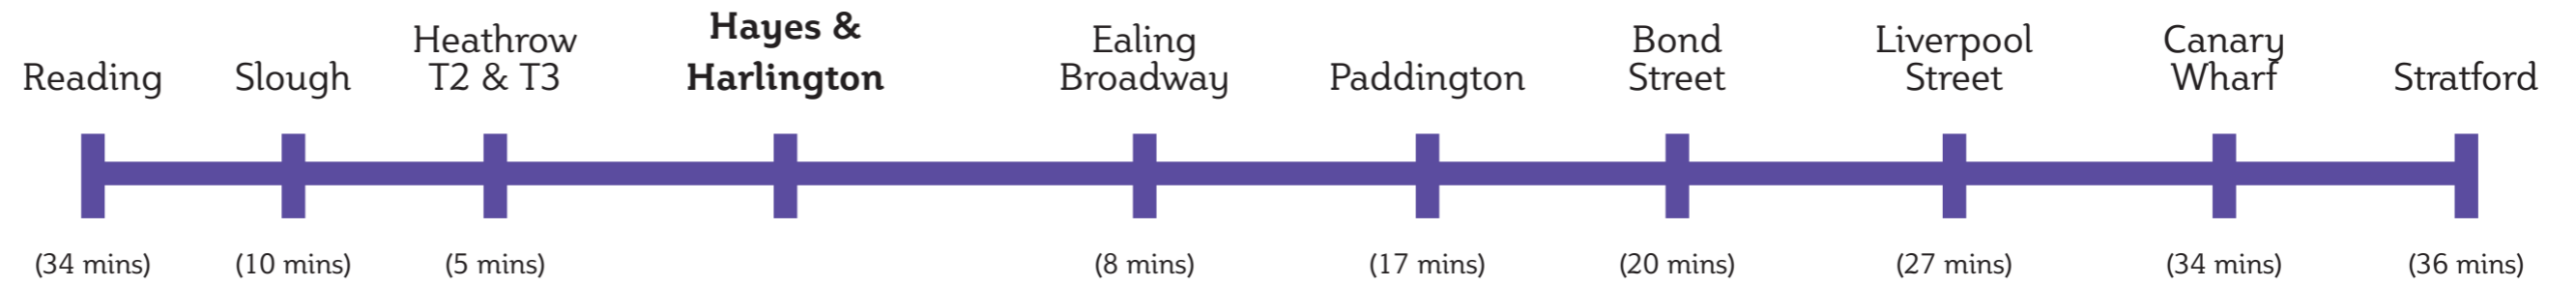 Reading
Slough
Heathrow
T2 & T3
Hayes &
Harlington
Ealing
Broadway
Paddington
Bond
Street
Liverpool
Street
Canary
Wharf
Stratford
(34 mins)
(10 mins)
(5 mins)
(8 mins)
(17 mins)
(20 mins)
(27 mins)
(34 mins)
(36 mins)